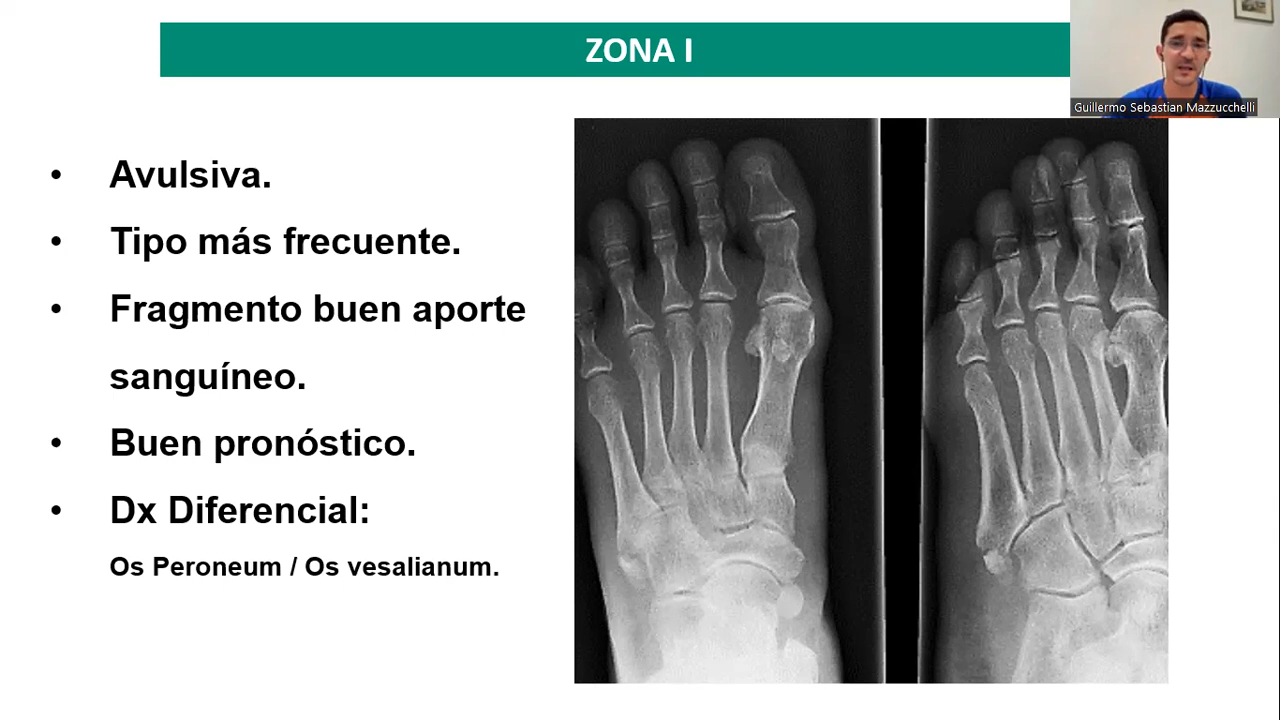 ZONA I
Guillermo Sebastian Mazzucchelli
• Avulsiva.
• Tipo más frecuente.
• Fragmento buen aporte
sanguíneo.
• Buen pronóstico.
• Dx Diferencial:
Os Peroneum / Os vesalianum.